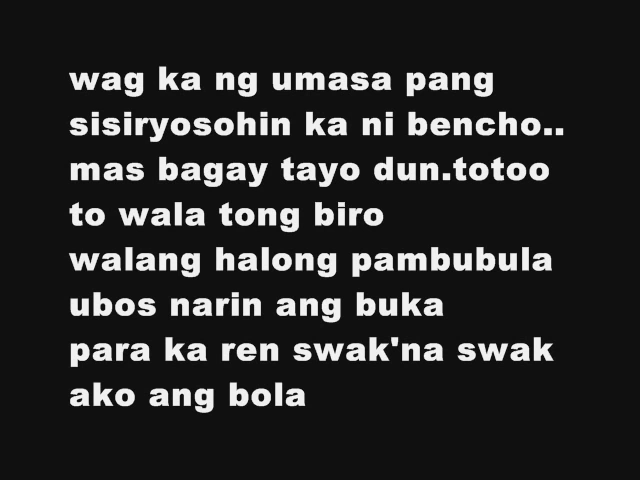 wag ka ng umasa pang
sisiryosohin ka ni bencho..
mas bagay tayo dun.totoo
to wala tong biro
walang halong pambubula
ubos narin ang buka
para ka ren swak'na swak
ako ang bola